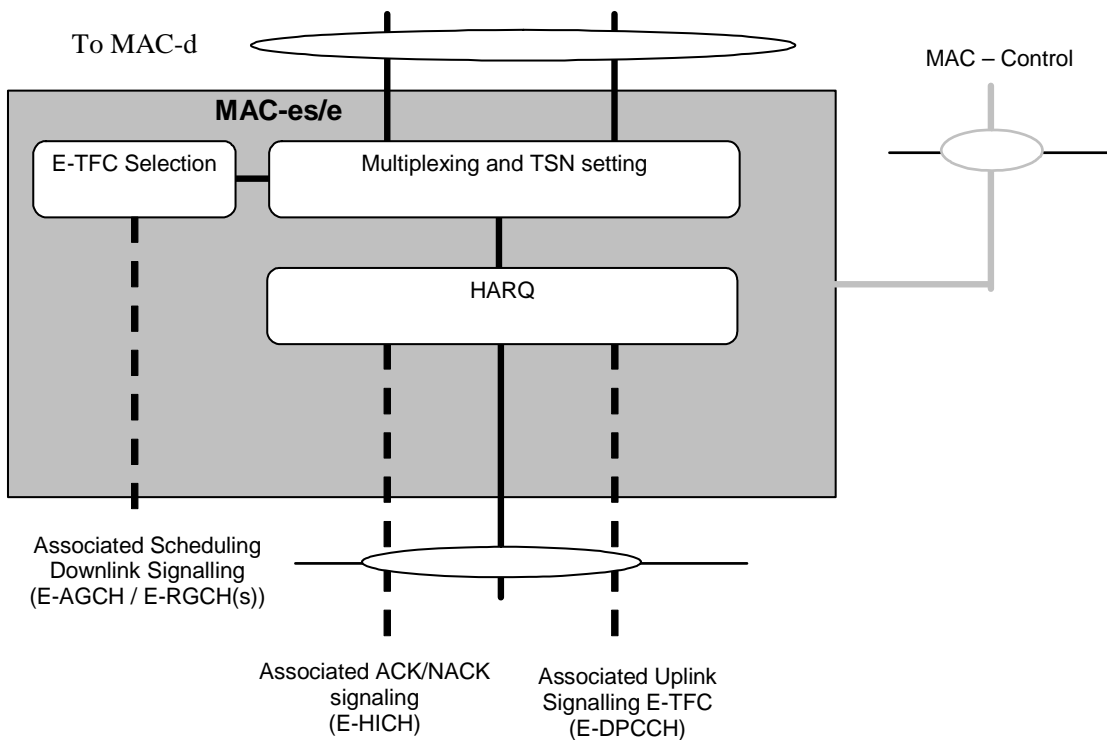 To MAC-d
MAC – Control
MAC-es/e
E-TFC Selection
Multiplexing and TSN setting
HARQ
Associated Scheduling
Downlink Signalling
(E-AGCH / E-RGCH(s))
Associated ACK/NACK
signaling
(E-HICH)
Associated Uplink
Signalling E-TFC
(E-DPCCH)